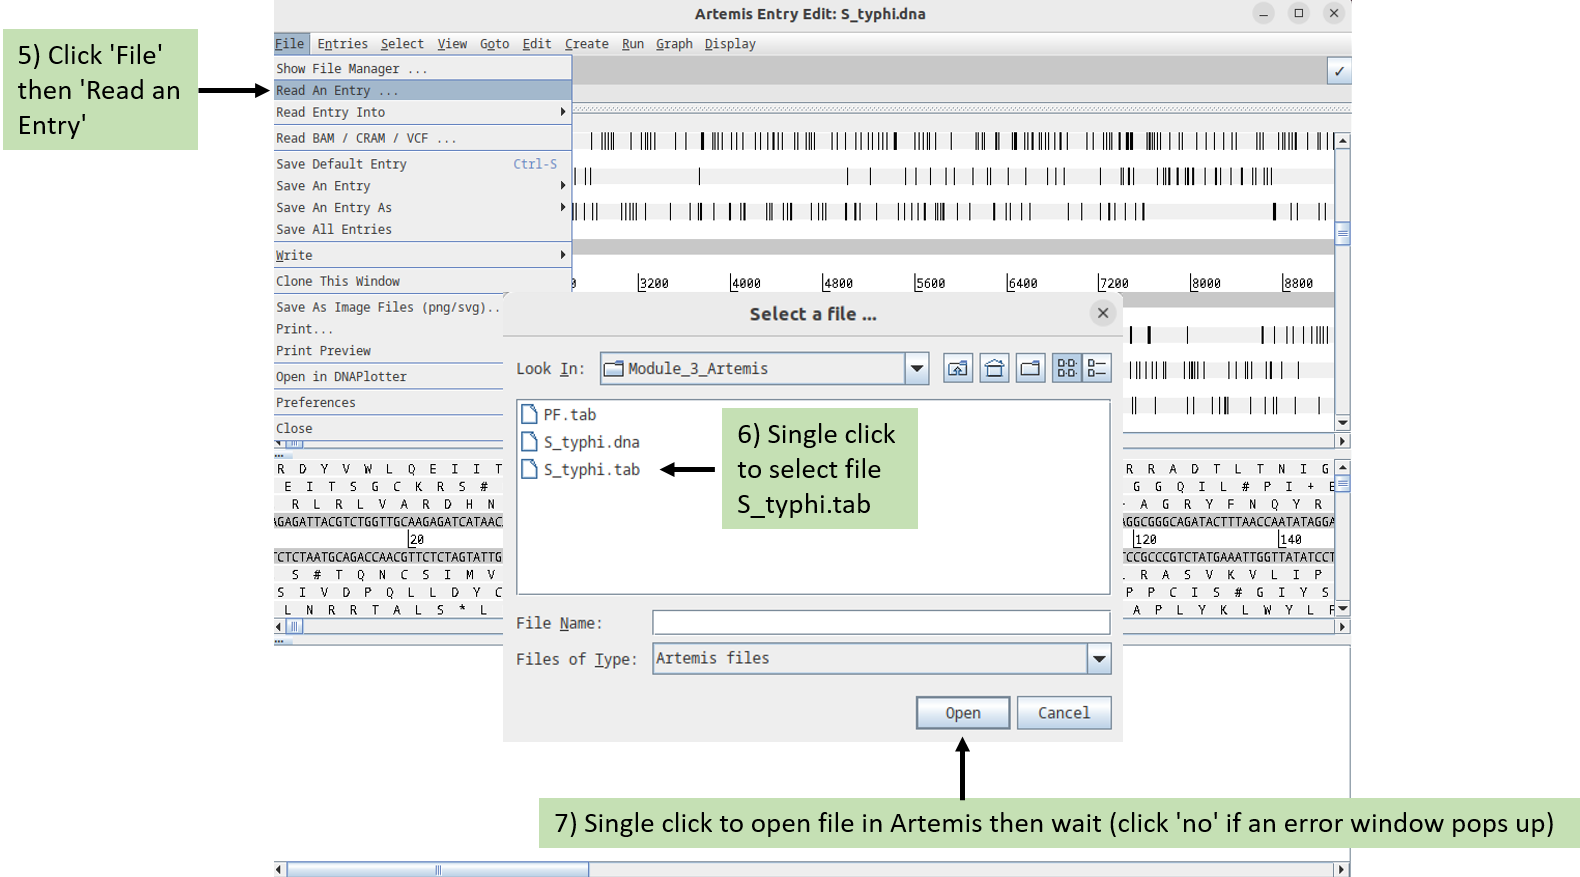 Artemis Entry Edit: S_typhi.dna
File Entries Select View Goto Edit Create Run Graph Display
5) Click 'File'
then 'Read an
Entry'
Show File Manager ...
Read An Entry ...
Read Entry Into
Read BAM / CRAM / VCF ...
Save Default Entry Ctrl-S
Save An Entry
Save An Entry As
Save All Entries
Write
Clone This Window
Save As Image Files (png/svg)..
Print...
Print Preview
Open in DNAPlotter
Preferences
Close
3200 4000 4800 5600 6400 7200 8000 8800
Select a file ...
Look In: Module_3_Artemis
PF.tab
S_typhi.dna
S_typhi.tab
6) Single click
to select file
S_typhi.tab
File Name:
Files of Type: Artemis files
Open Cancel
7) Single click to open file in Artemis then wait (click 'no' if an error window pops up)
R D Y V W L Q E I I T
E I T S G C K R S #
R L R L V A R D H N
AGAGATTACGTCTGGTTGCAAGAGATCATAAC
20
TCTCTAATGCAGACCAACGTTCTCTAGTATTG
S # T Q N C S I M V
S I V D P Q L L D Y C
L N R R T A L S * L
R R A D T L T N I G
G G Q I L # P I + E
A G R Y F N Q Y R
AGGCGGGCAGATACTTTAACCAATATAGGA
120 140
TCCGCCCGTCTATGAAATTGGTTATATCCT
R A S V K V L I P
P P C I S # G I Y S
A P L Y K L W Y L